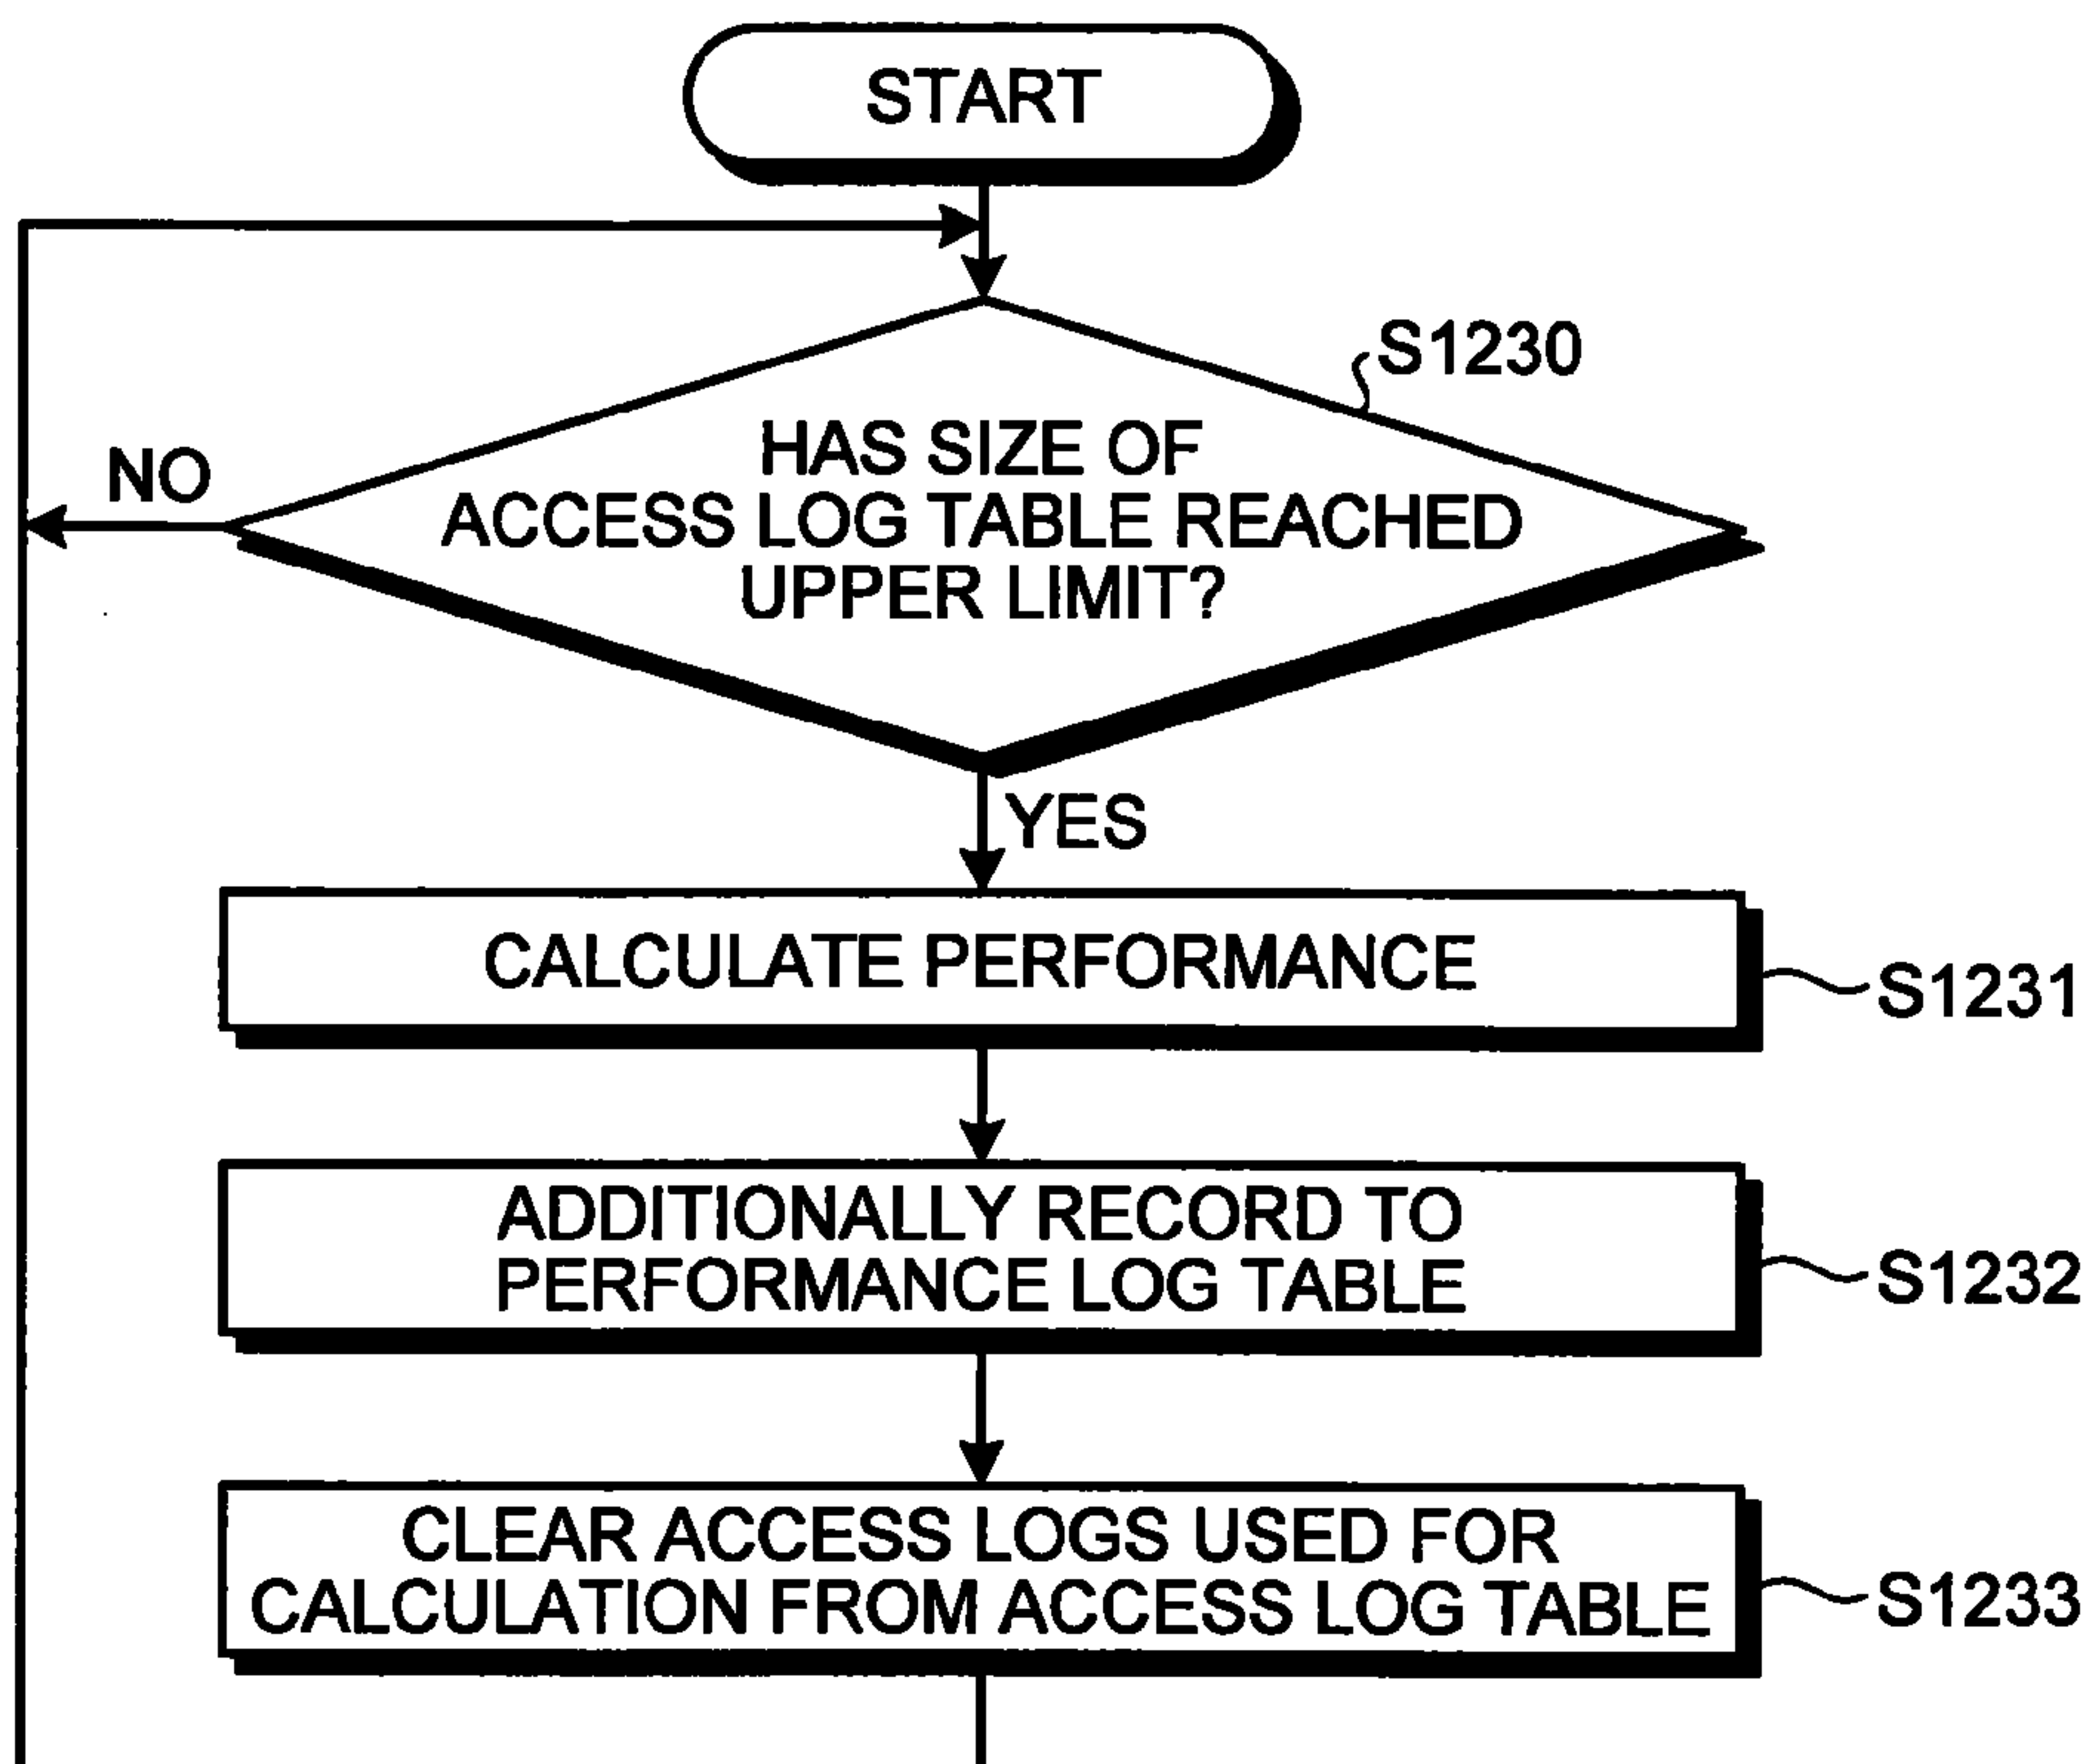 START
S1230
HAS SIZE OF
ACCESS LOG TABLE REACHED
UPPER LIMIT?
NO
YES
CALCULATE PERFORMANCE
S1231
ADDITIONALLY RECORD TO
PERFORMANCE LOG TABLE
S1232
CLEAR ACCESS LOGS USED FOR
CALCULATION FROM ACCESS LOG TABLE
S1233